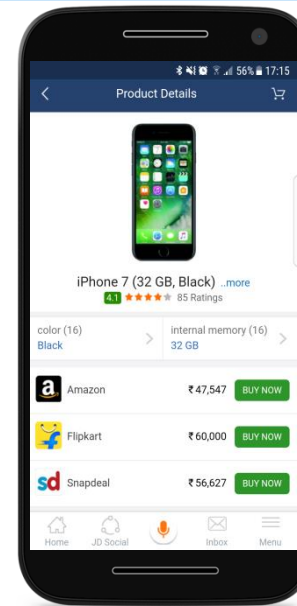 56% 17:15
Product Details
iPhone 7 (32 GB, Black) ..more
4.1 85 Ratings
color (16)
Black
internal memory (16)
32 GB
a Amazon ₹ 47,547 BUY NOW
Flipkart ₹ 60,000 BUY NOW
sd Snapdeal ₹ 56,627 BUY NOW
Home JD Social Inbox Menu